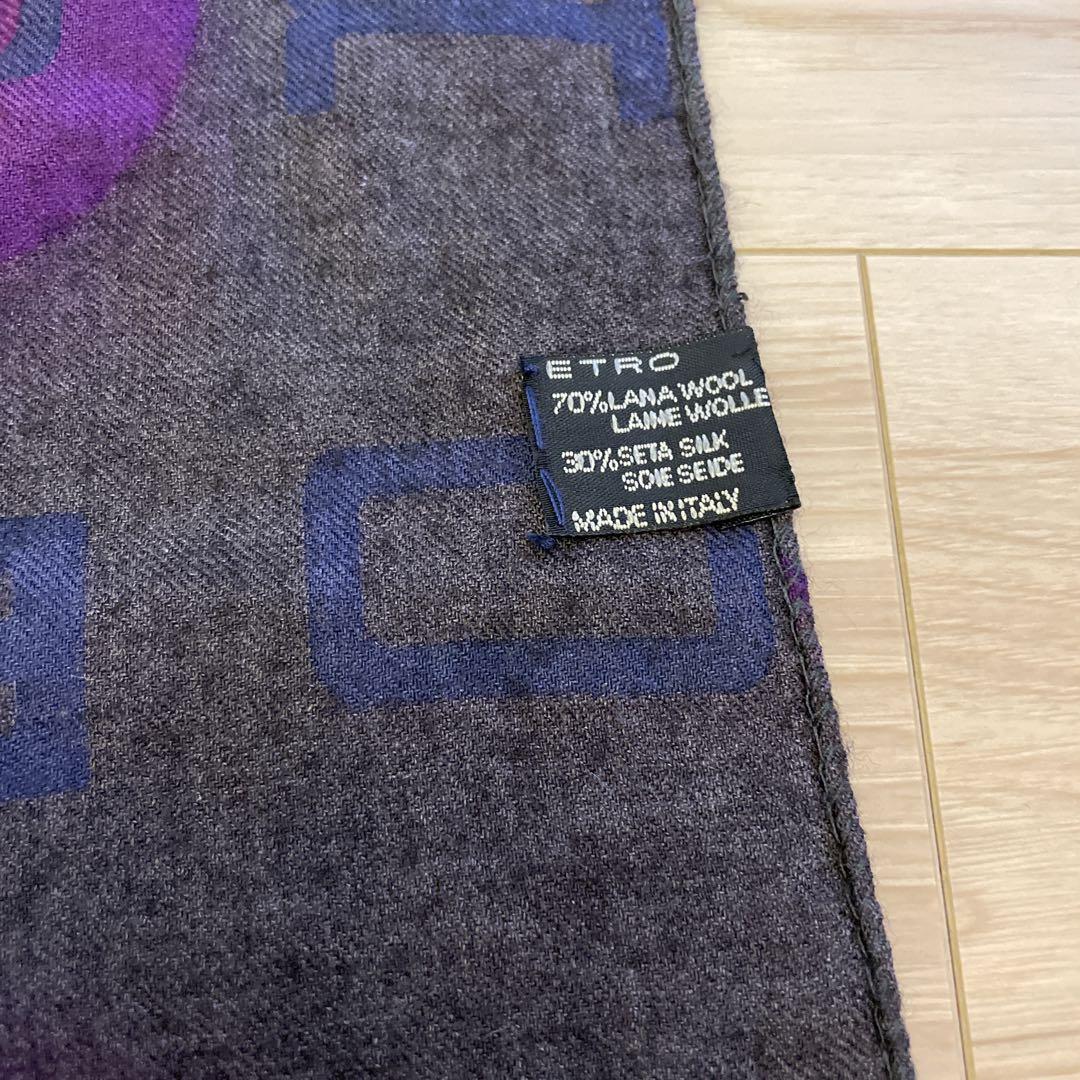 ETRO
70%LANA WOOL
LAINE WOLLE
30%SETA SILK
SOIE SEIDE
MADE IN ITALY